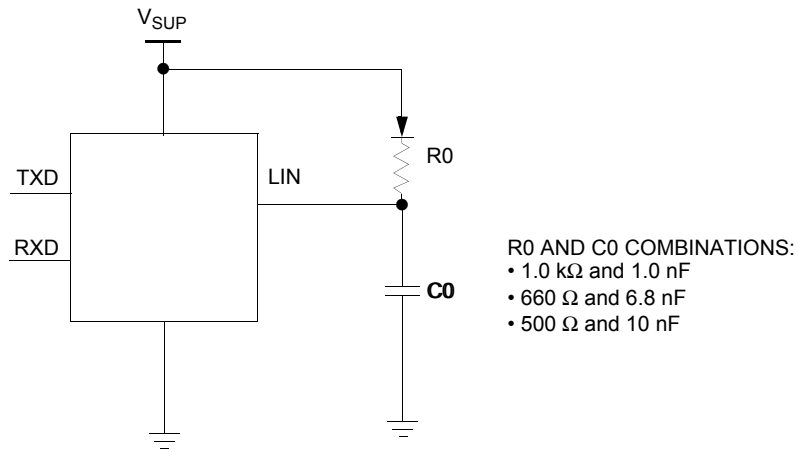 VSUP
TXD
LIN
R0
RXD
C0
R0 AND C0 COMBINATIONS:
• 1.0 kΩ and 1.0 nF
• 660 Ω and 6.8 nF
• 500 Ω and 10 nF